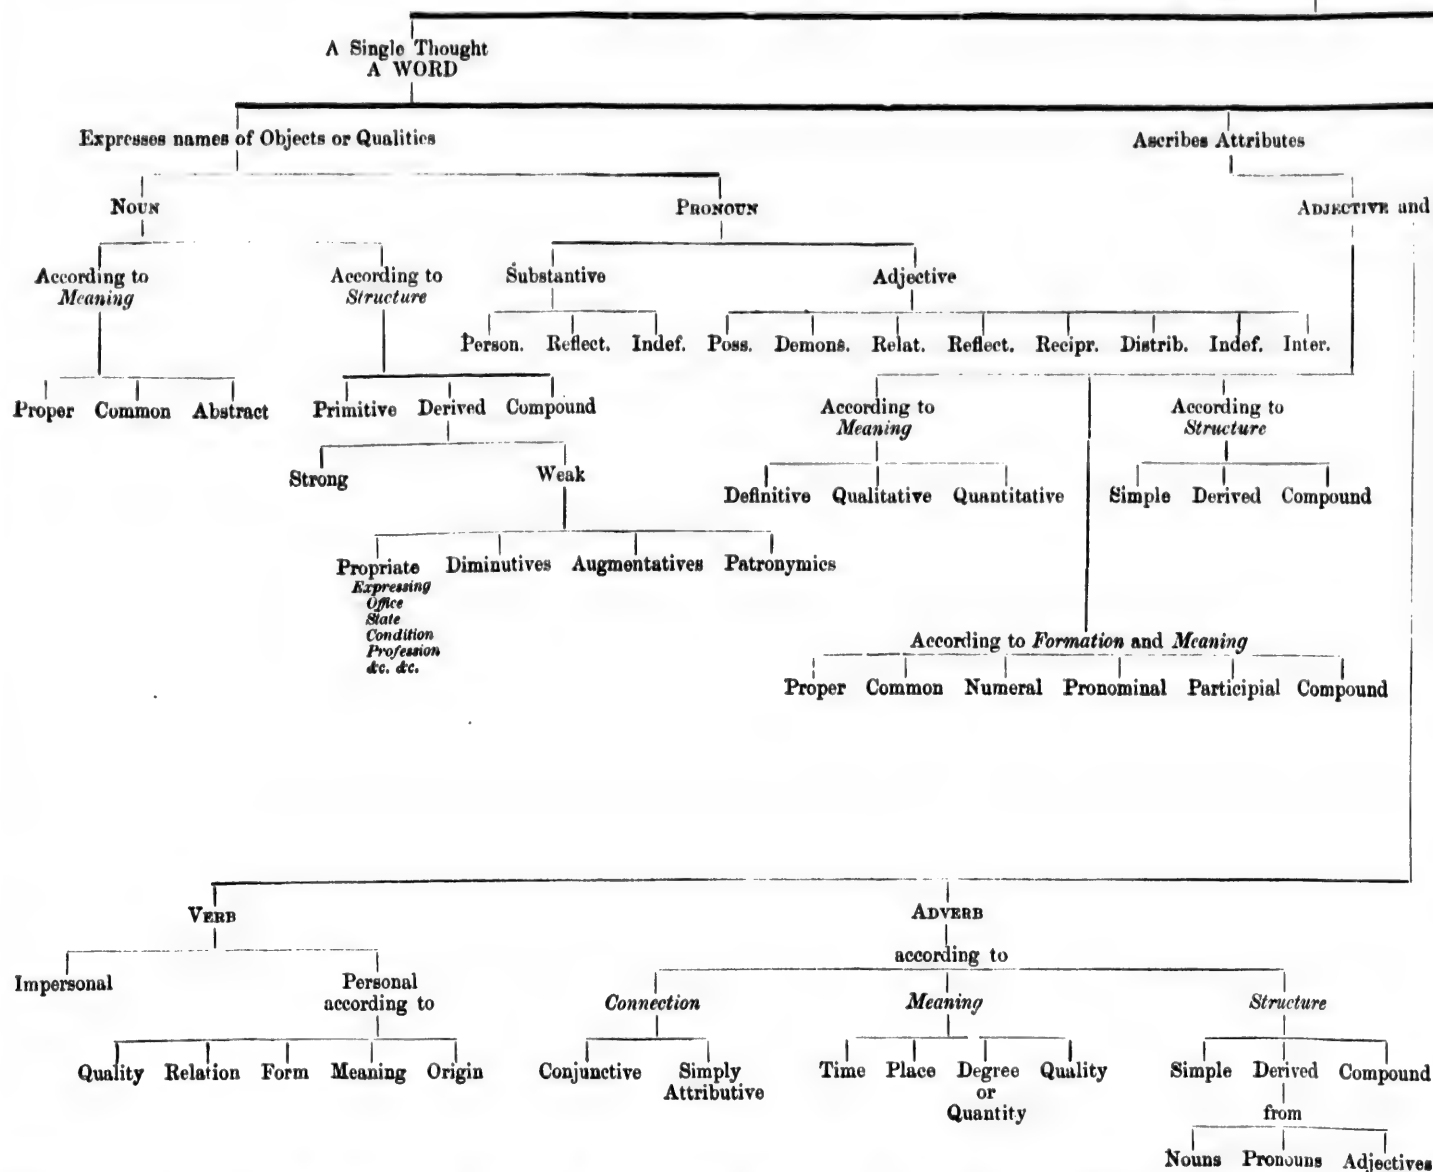 A Single Thought
A WORD
Expresses names of Objects or Qualities
Ascribes Attributes
NOUN
PRONOUN
ADJECTIVE and
According to
Meaning
According to
Structure
Substantive
Adjective
Person. Reflect. Indef.
Poss. Demons. Relat. Reflect. Recipr. Distrib. Indef. Inter.
Proper Common Abstract
Primitive Derived Compound
According to
Meaning
According to
Structure
Strong
Weak
Definitive Qualitative Quantitative
Simple Derived Compound
Propriate
Expressing
Office
State
Condition
Profession
&c. &c.
Diminutives Augmentatives Patronymics
According to Formation and Meaning
Proper Common Numeral Pronominal Participial Compound
VERB
ADVERB
Impersonal
Personal
according to
according to
Connection
Meaning
Structure
Quality Relation Form Meaning Origin
Conjunctive
Simply
Attributive
Time Place Degree
or
Quantity
Quality
Simple Derived Compound
from
Nouns Pronouns Adjectives